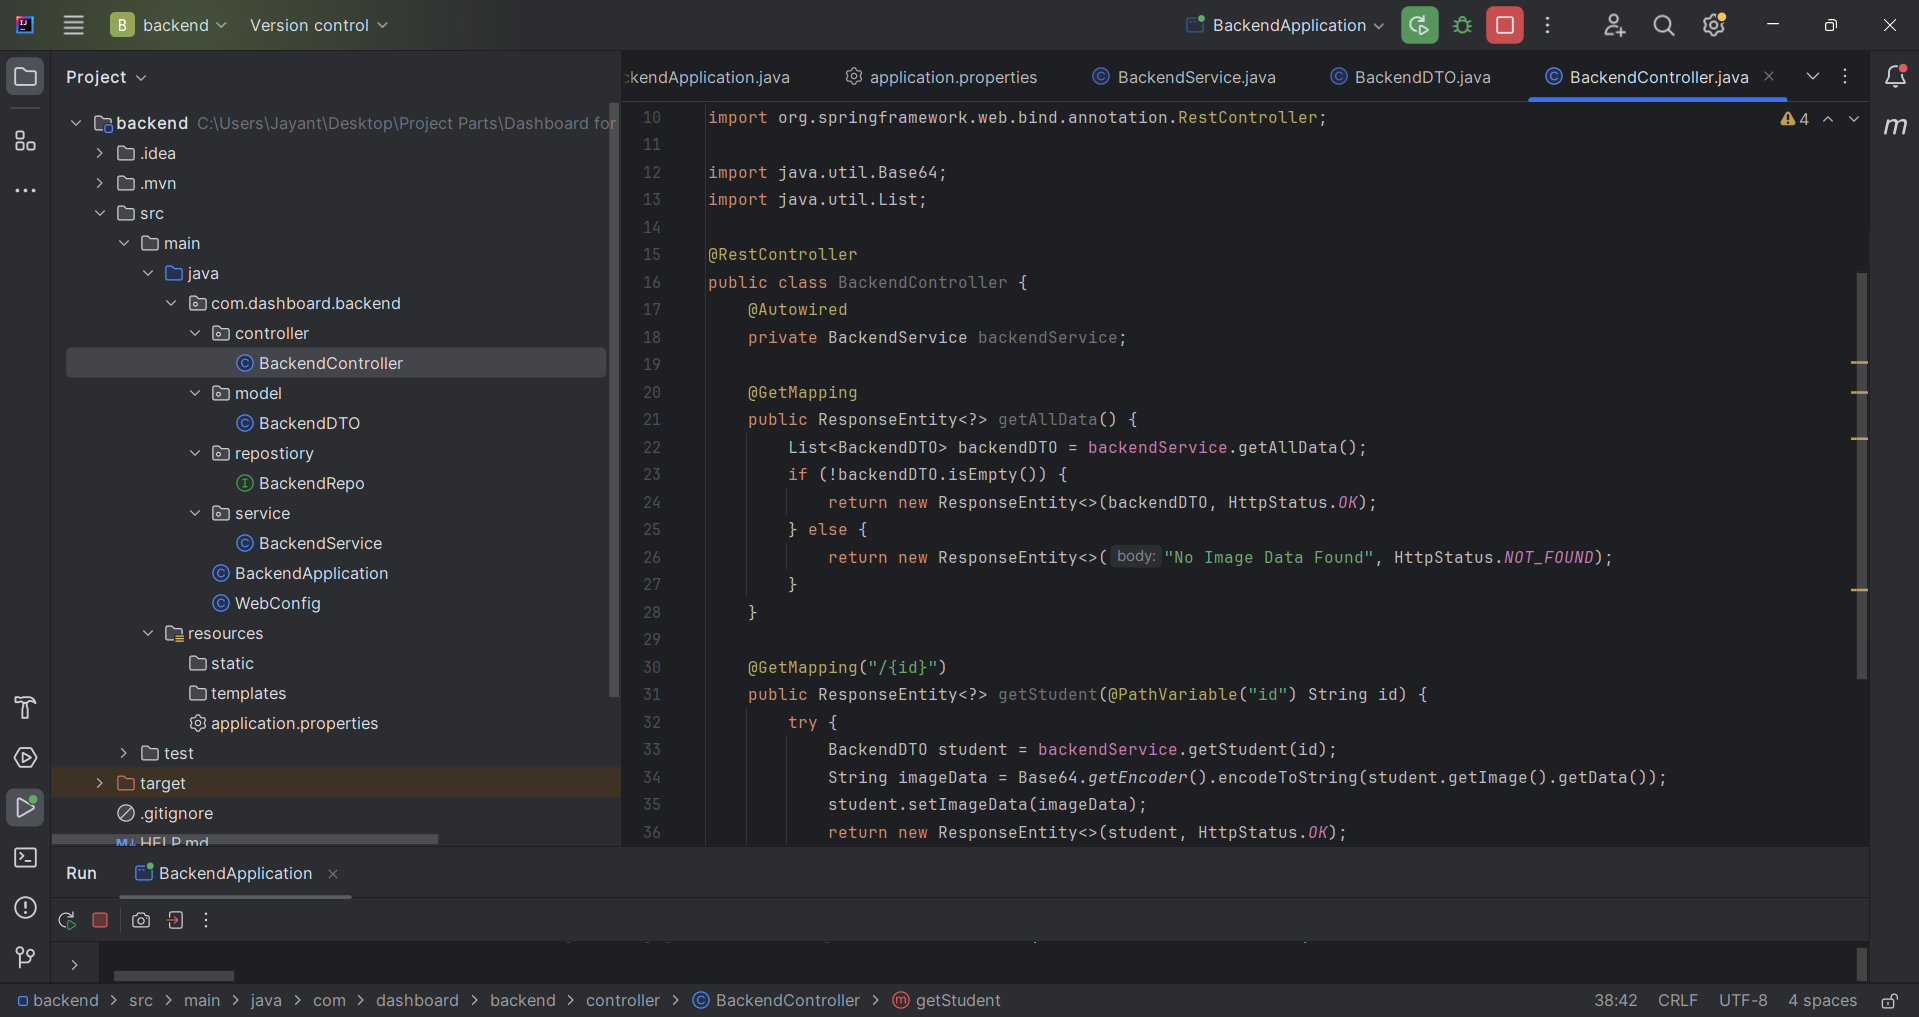 B backend Version control BackendApplication
Project
ckendApplication.java application.properties BackendService.java BackendDTO.java BackendController.java
backend C:\Users\Jayant\Desktop\Project Parts\Dashboard for
.idea
.mvn
src
main
java
com.dashboard.backend
controller
BackendController
model
BackendDTO
repostiory
BackendRepo
service
BackendService
BackendApplication
WebConfig
resources
static
templates
application.properties
test
target
.gitignore
HELP.md
10 import org.springframework.web.bind.annotation.RestController;
11
12 import java.util.Base64;
13 import java.util.List;
14
15 @RestController
16 public class BackendController {
17     @Autowired
18     private BackendService backendService;
19
20     @GetMapping
21     public ResponseEntity<?> getAllData() {
22         List<BackendDTO> backendDTO = backendService.getAllData();
23         if (!backendDTO.isEmpty()) {
24             return new ResponseEntity<>(backendDTO, HttpStatus.OK);
25         } else {
26             return new ResponseEntity<>( body: "No Image Data Found", HttpStatus.NOT_FOUND);
27         }
28     }
29
30     @GetMapping("/{id}")
31     public ResponseEntity<?> getStudent(@PathVariable("id") String id) {
32         try {
33             BackendDTO student = backendService.getStudent(id);
34             String imageData = Base64.getEncoder().encodeToString(student.getImage().getData());
35             student.setImageData(imageData);
36             return new ResponseEntity<>(student, HttpStatus.OK);
4
m
Run BackendApplication
backend > src > main > java > com > dashboard > backend > controller > BackendController > getStudent 38:42 CRLF UTF-8 4 spaces